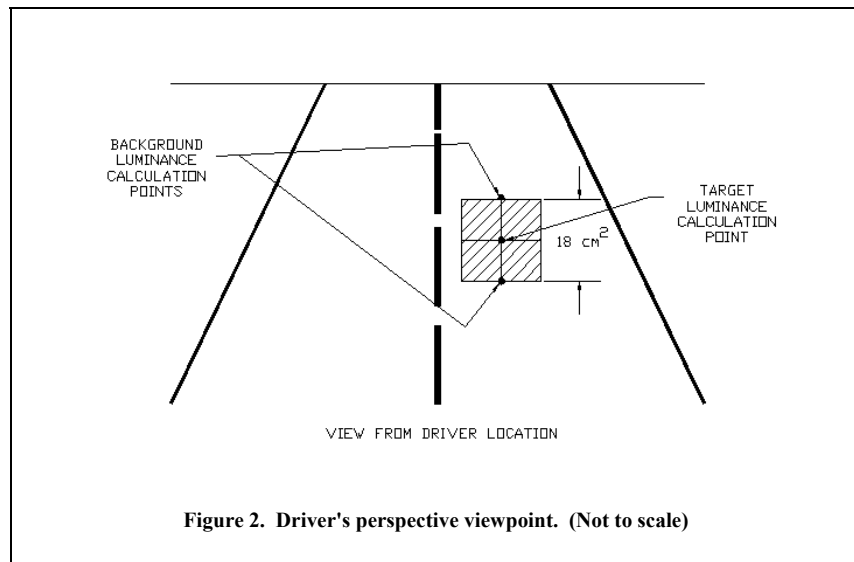 BACKGROUND
LUMINANCE
CALCULATION
POINTS
TARGET
LUMINANCE
CALCULATION
POINT
18 CM²
VIEW FROM DRIVER LOCATION
Figure 2. Driver's perspective viewpoint. (Not to scale)